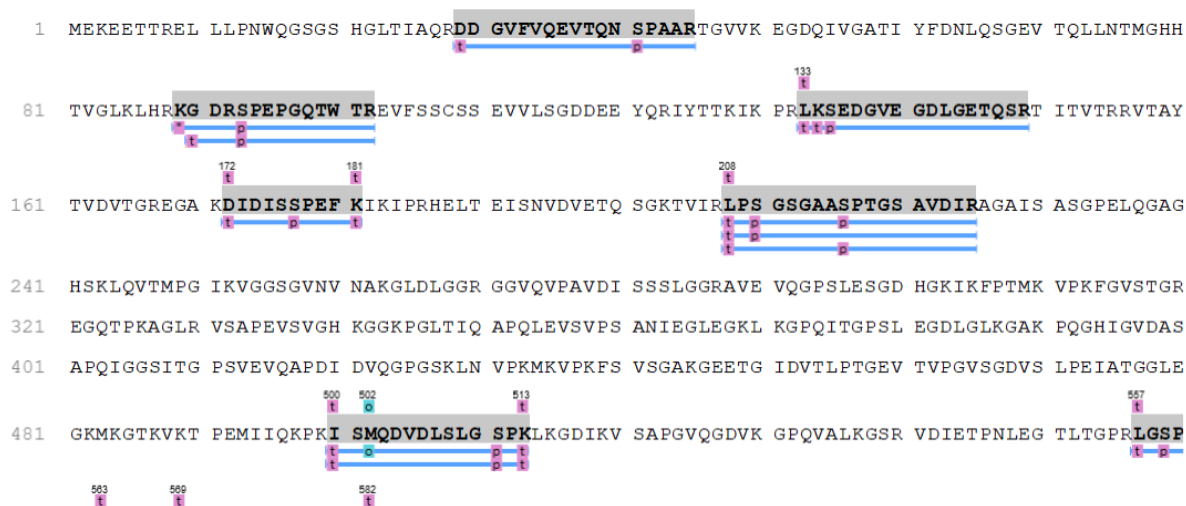 1 MEKEETTREL LLPNWQGSGS HGLTIAQRDD GVFVQEVTQN SPAARTGVVK EGDQIVGATI YFDNLQSGEV TQLLNTMGHH
t p
133
t
81 TVGLKLHRKG DRSPEPGQTW TREVFSSCSS EVVLSGDDEE YQRIYTTKIK PRLKSEDGVE GDLGETQSRT ITVTRRVTAY
* p t t p
t p
172 181 208
t t t
161 TVDVTGREGA KDIDISSPEF KIKIPRHELT EISNVDVETQ SGKTVIRLPS GSGAASPTGS AVDIRAGAIS ASGPELQGAG
t p t t p p
t p
t p
241 HSKLQVTMPG IKVGGSGVNV NAKGLDLGGR GGVQVPAVDI SSSLGGRAVE VQGPSLESGD HGKIKFPTMK VPKFGVSTGR
321 EGQTPKAGLR VSAPEVSVGH KGGKPGLTIQ APQLEVSVPS ANIEGLEGKL KGPQITGPSL EGDLGLKGAK PQGHIGVDAS
401 APQIGGSITG PSVEVQAPDI DVQGPGSKLN VPKMKVPKFS VSGAKGEETG IDVTLPTGEV TVPGVSGDVS LPEIATGGLE
500 502 513 557
t o t t
481 GKMKGTKVKT PEMIIQKPKI SMQDVDLSLG SPKLKGDIKV SAPGVQGDVK GPQVALKGSR VDIETPNLEG TLTGPRLGSP
t o p t t p
t p t
563 569 582
t t t